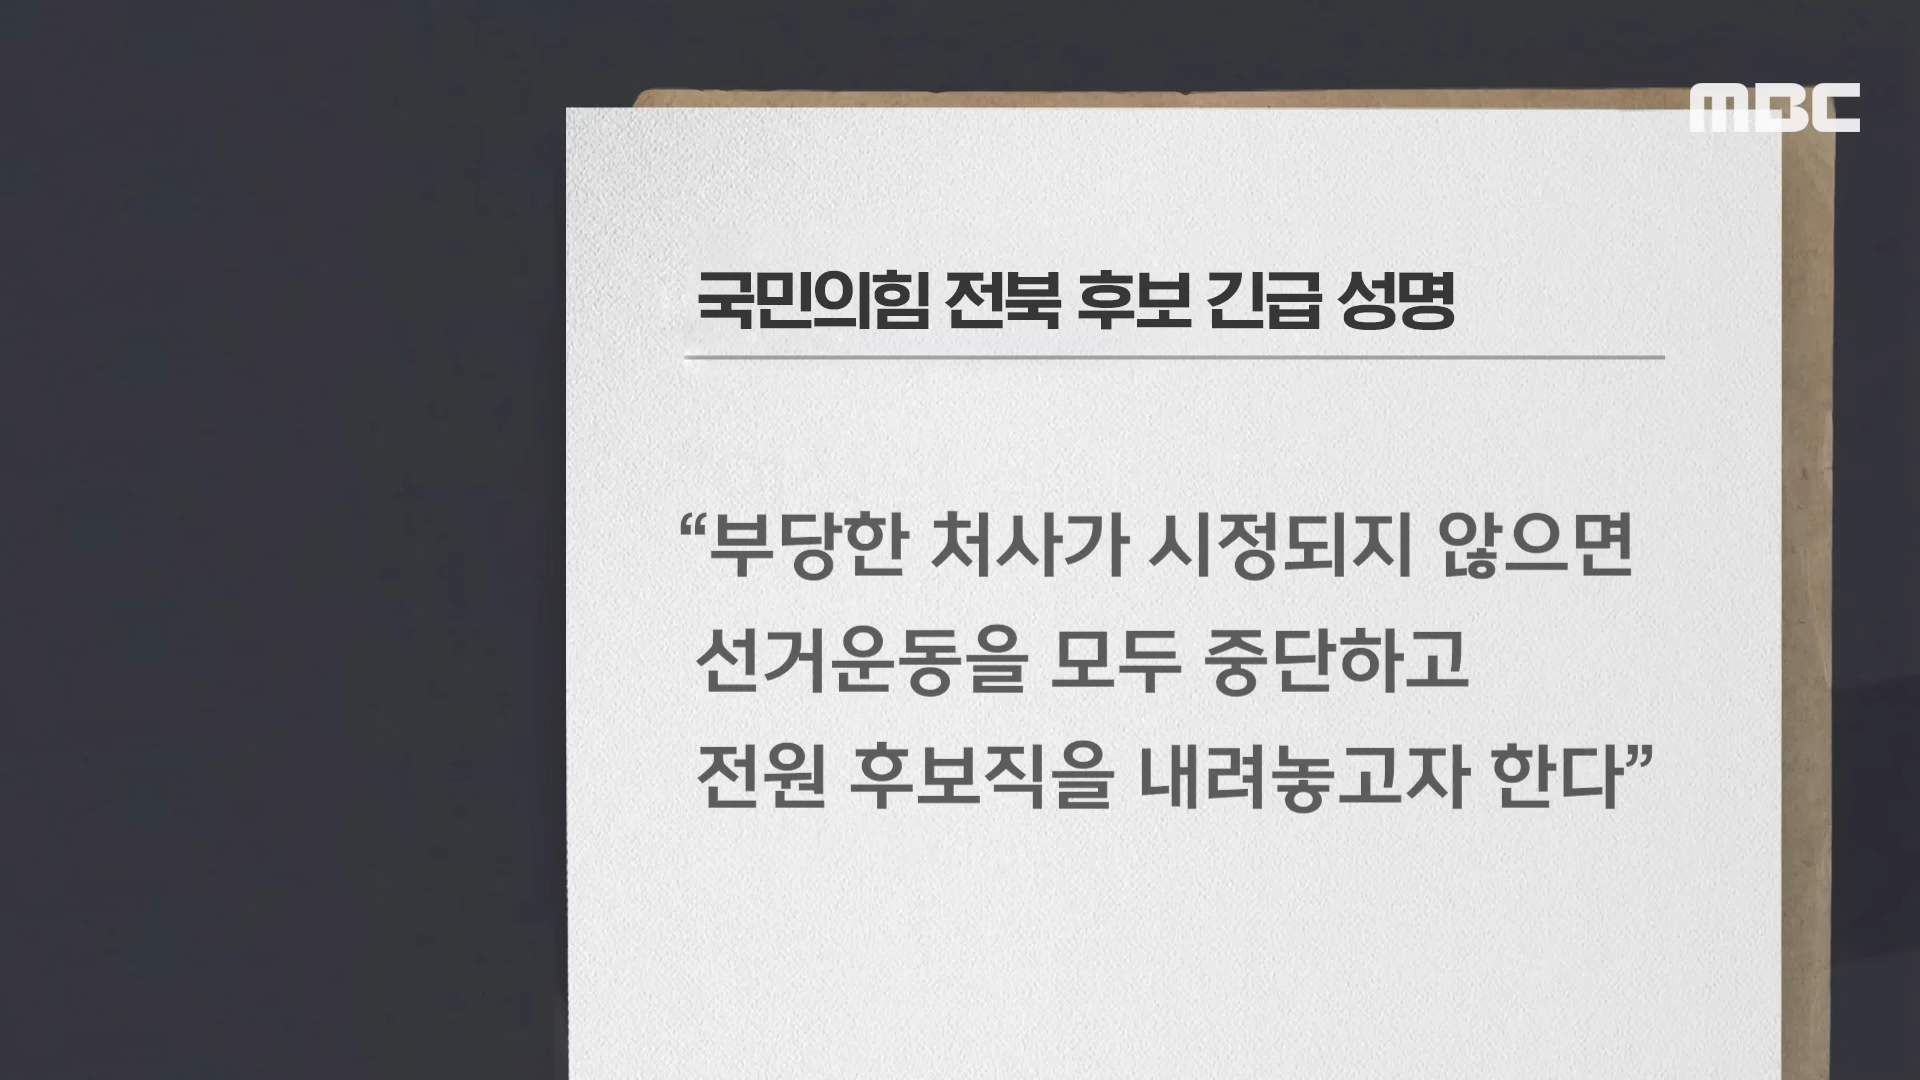 MBC
국민의힘 전북 후보 긴급 성명
“부당한 처사가 시정되지 않으면
선거운동을 모두 중단하고
전원 후보직을 내려놓고자 한다”